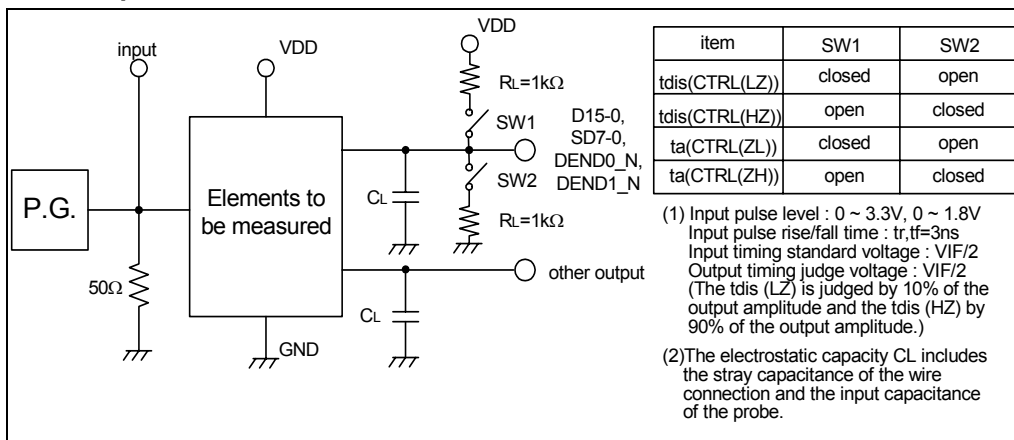 input
VDD
VDD
RL=1kΩ
SW1
D15-0,
SD7-0,
DEND0_N,
DEND1_N
SW2
RL=1kΩ
CL
P.G.
Elements to
be measured
50Ω
other output
CL
GND
item SW1 SW2
tdis(CTRL(LZ)) closed open
tdis(CTRL(HZ)) open closed
ta(CTRL(ZL)) closed open
ta(CTRL(ZH)) open closed
(1) Input pulse level : 0 ~ 3.3V, 0 ~ 1.8V
Input pulse rise/fall time : tr,tf=3ns
Input timing standard voltage : VIF/2
Output timing judge voltage : VIF/2
(The tdis (LZ) is judged by 10% of the
output amplitude and the tdis (HZ) by
90% of the output amplitude.)
(2)The electrostatic capacity CL includes
the stray capacitance of the wire
connection and the input capacitance
of the probe.